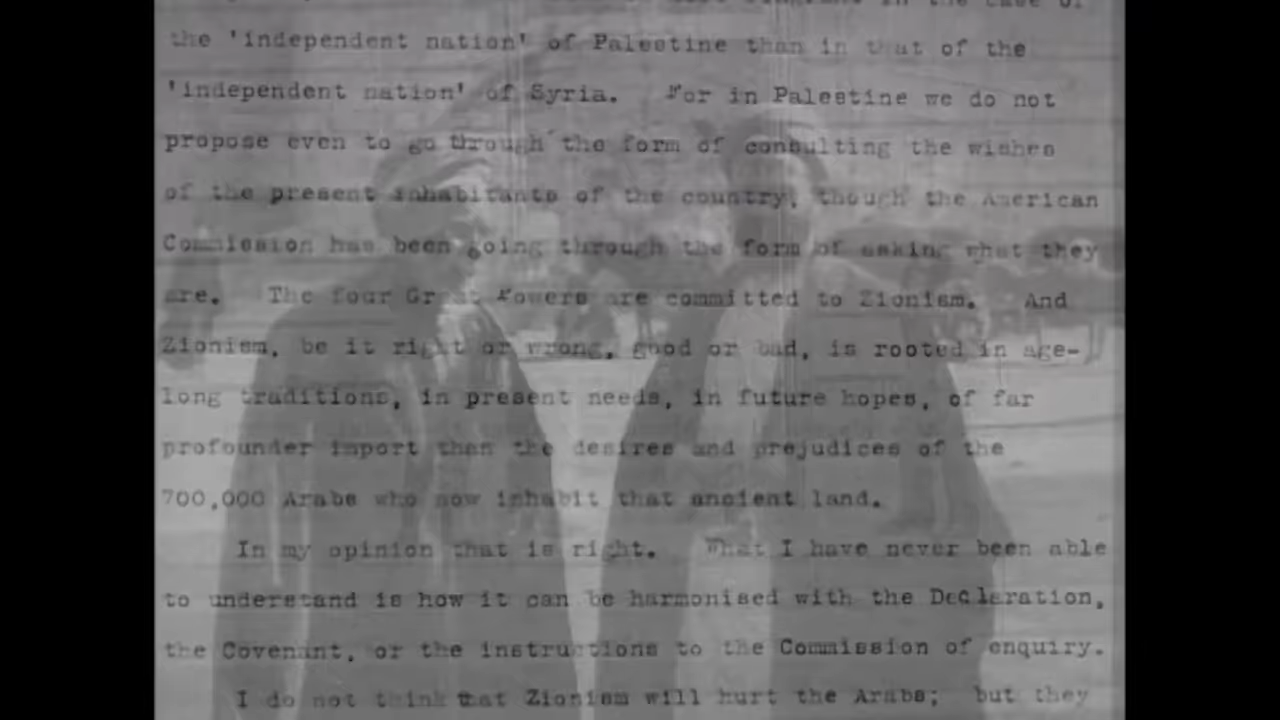 in the case of
the 'independent nation' of Palestine than in that of the
'independent nation' of Syria. For in Palestine we do not
propose even to go through the form of consulting the wishes
of the present inhabitants of the country, though the American
Commission has been going through the form of asking what they
are. The four Great Powers are committed to Zionism. And
Zionism, be it right or wrong, good or bad, is rooted in age-
long traditions, in present needs, in future hopes, of far
profounder import than the desires and prejudices of the
700,000 Arabs who now inhabit that ancient land.
In my opinion that is right. What I have never been able
to understand is how it can be harmonised with the Declaration,
the Covenant, or the instructions to the Commission of enquiry.
I do not think that Zionism will hurt the Arabs; but they